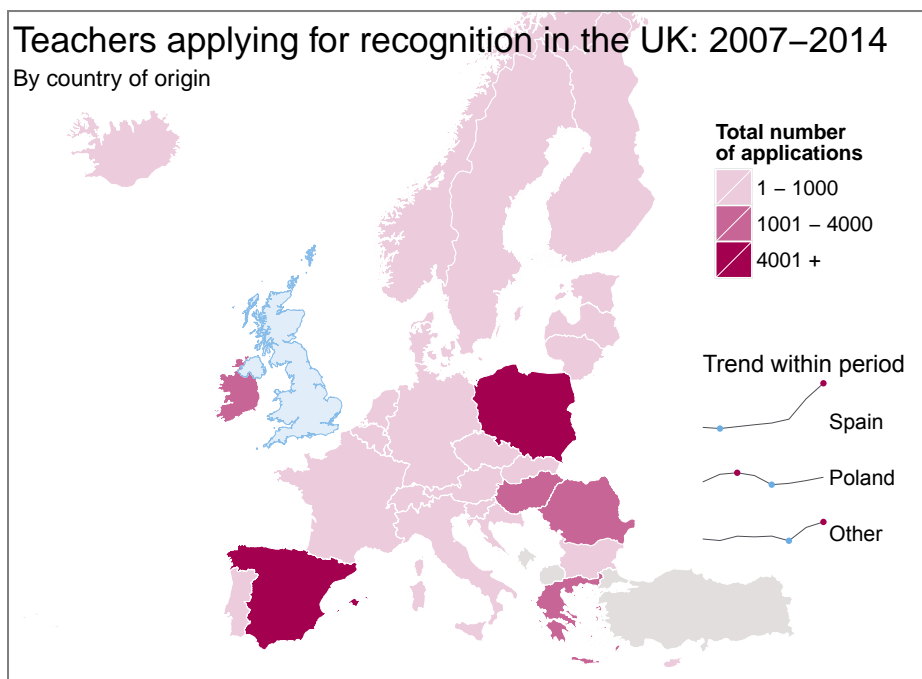 Teachers applying for recognition in the UK: 2007–2014
By country of origin
Total number
of applications
1 – 1000
1001 – 4000
4001 +
Trend within period
Spain
Poland
Other